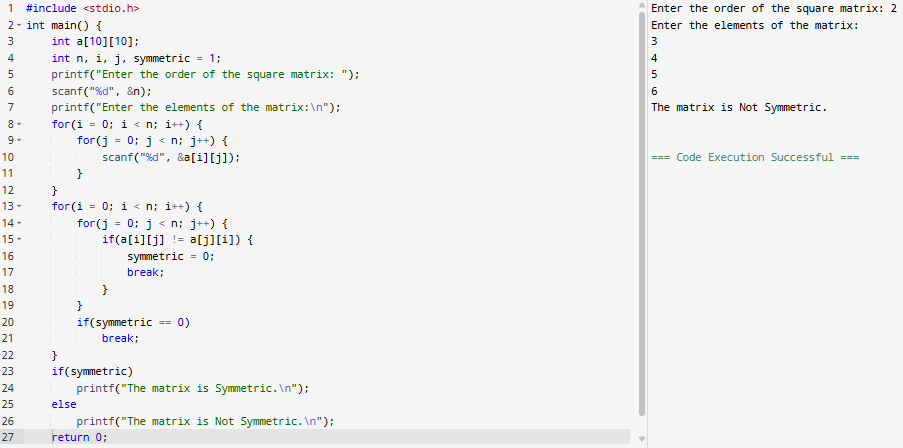 1 #include <stdio.h>
2 int main() {
3     int a[10][10];
4     int n, i, j, symmetric = 1;
5     printf("Enter the order of the square matrix: ");
6     scanf("%d", &n);
7     printf("Enter the elements of the matrix:\n");
8     for(i = 0; i < n; i++) {
9         for(j = 0; j < n; j++) {
10             scanf("%d", &a[i][j]);
11         }
12     }
13     for(i = 0; i < n; i++) {
14         for(j = 0; j < n; j++) {
15             if(a[i][j] != a[j][i]) {
16                 symmetric = 0;
17                 break;
18             }
19         }
20         if(symmetric == 0)
21             break;
22     }
23     if(symmetric)
24         printf("The matrix is Symmetric.\n");
25     else
26         printf("The matrix is Not Symmetric.\n");
27     return 0;
Enter the order of the square matrix: 2
Enter the elements of the matrix:
3
4
5
6
The matrix is Not Symmetric.
=== Code Execution Successful ===